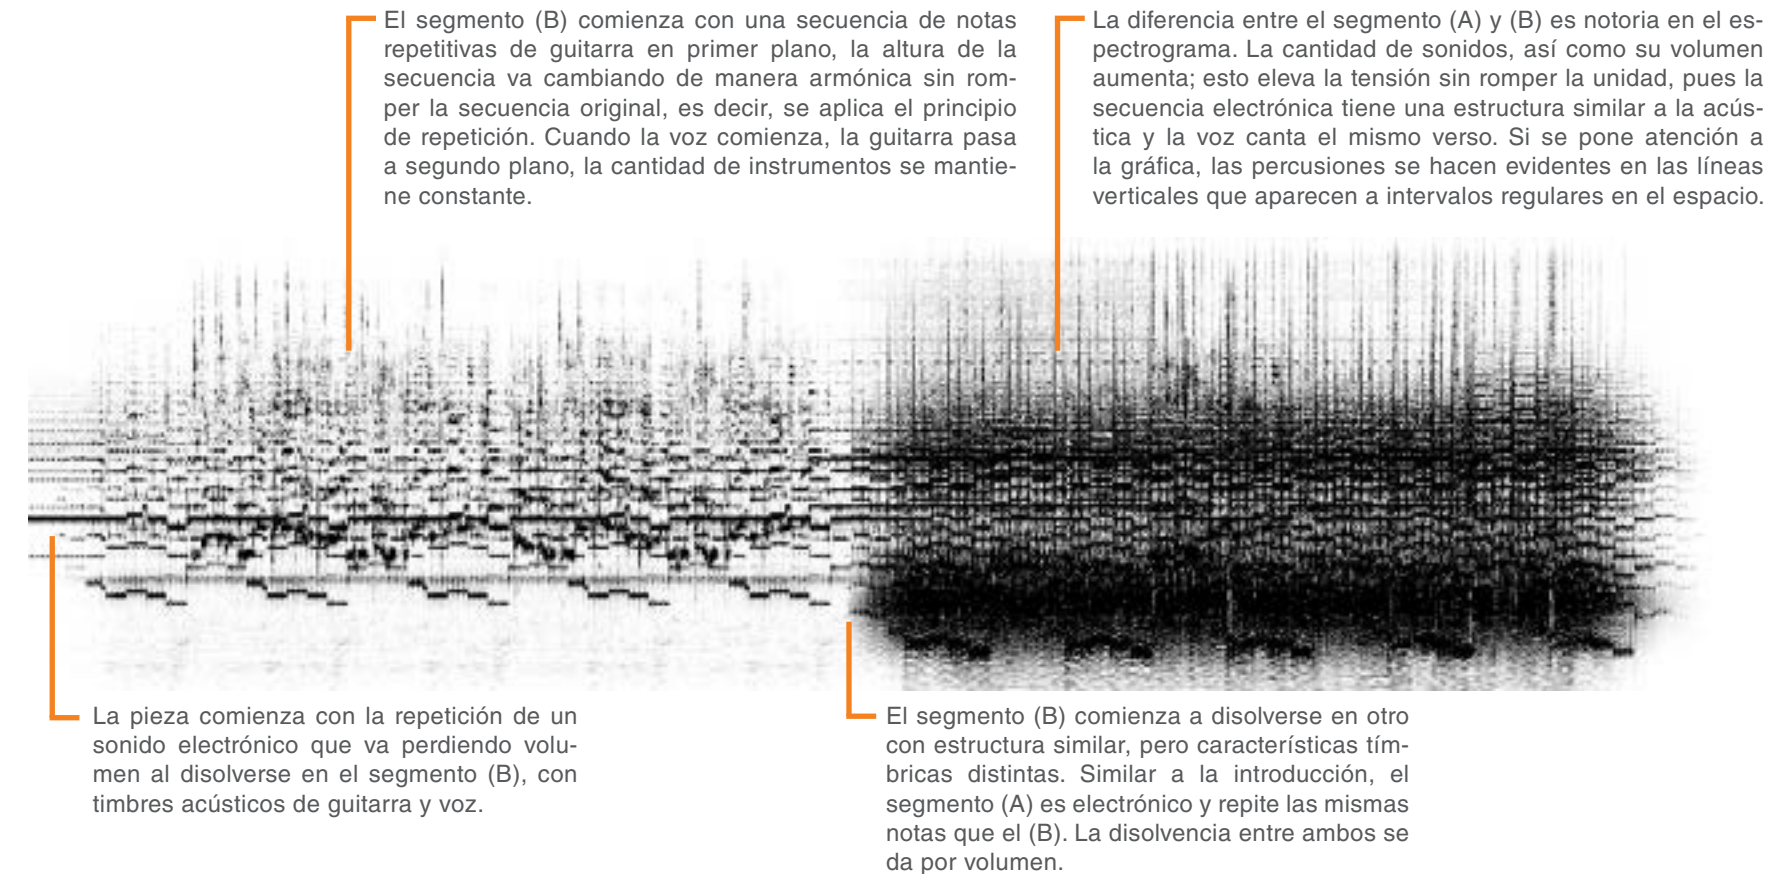 El segmento (B) comienza con una secuencia de notas
repetitivas de guitarra en primer plano, la altura de la
secuencia va cambiando de manera armónica sin rom-
per la secuencia original, es decir, se aplica el principio
de repetición. Cuando la voz comienza, la guitarra pasa
a segundo plano, la cantidad de instrumentos se mantie-
ne constante.
La diferencia entre el segmento (A) y (B) es notoria en el es-
pectrograma. La cantidad de sonidos, así como su volumen
aumenta; esto eleva la tensión sin romper la unidad, pues la
secuencia electrónica tiene una estructura similar a la acús-
tica y la voz canta el mismo verso. Si se pone atención a
la gráfica, las percusiones se hacen evidentes en las líneas
verticales que aparecen a intervalos regulares en el espacio.
La pieza comienza con la repetición de un
sonido electrónico que va perdiendo volu-
men al disolverse en el segmento (B), con
timbres acústicos de guitarra y voz.
El segmento (B) comienza a disolverse en otro
con estructura similar, pero características tím-
bricas distintas. Similar a la introducción, el
segmento (A) es electrónico y repite las mismas
notas que el (B). La disolvencia entre ambos se
da por volumen.